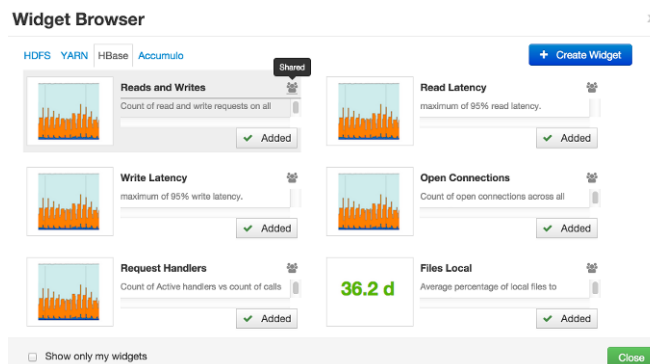 Widget Browser
HDFS YARN HBase Accumulo
+ Create Widget
Shared
Reads and Writes
Count of read and write requests on all
Added
Read Latency
maximum of 95% read latency.
Added
Write Latency
maximum of 95% write latency.
Added
Open Connections
Count of open connections across all
Added
Request Handlers
Count of Active handlers vs count of calls
Added
36.2 d
Files Local
Average percentage of local files to
Added
Show only my widgets
Close